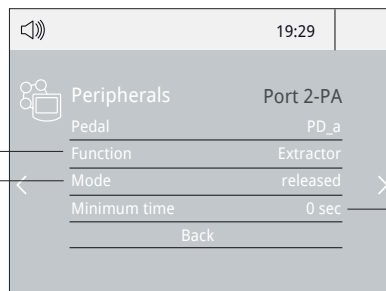 19:29
Peripherals Port 2-PA
Pedal PD_a
Function Extractor
Mode released
Minimum time 0 sec
Back